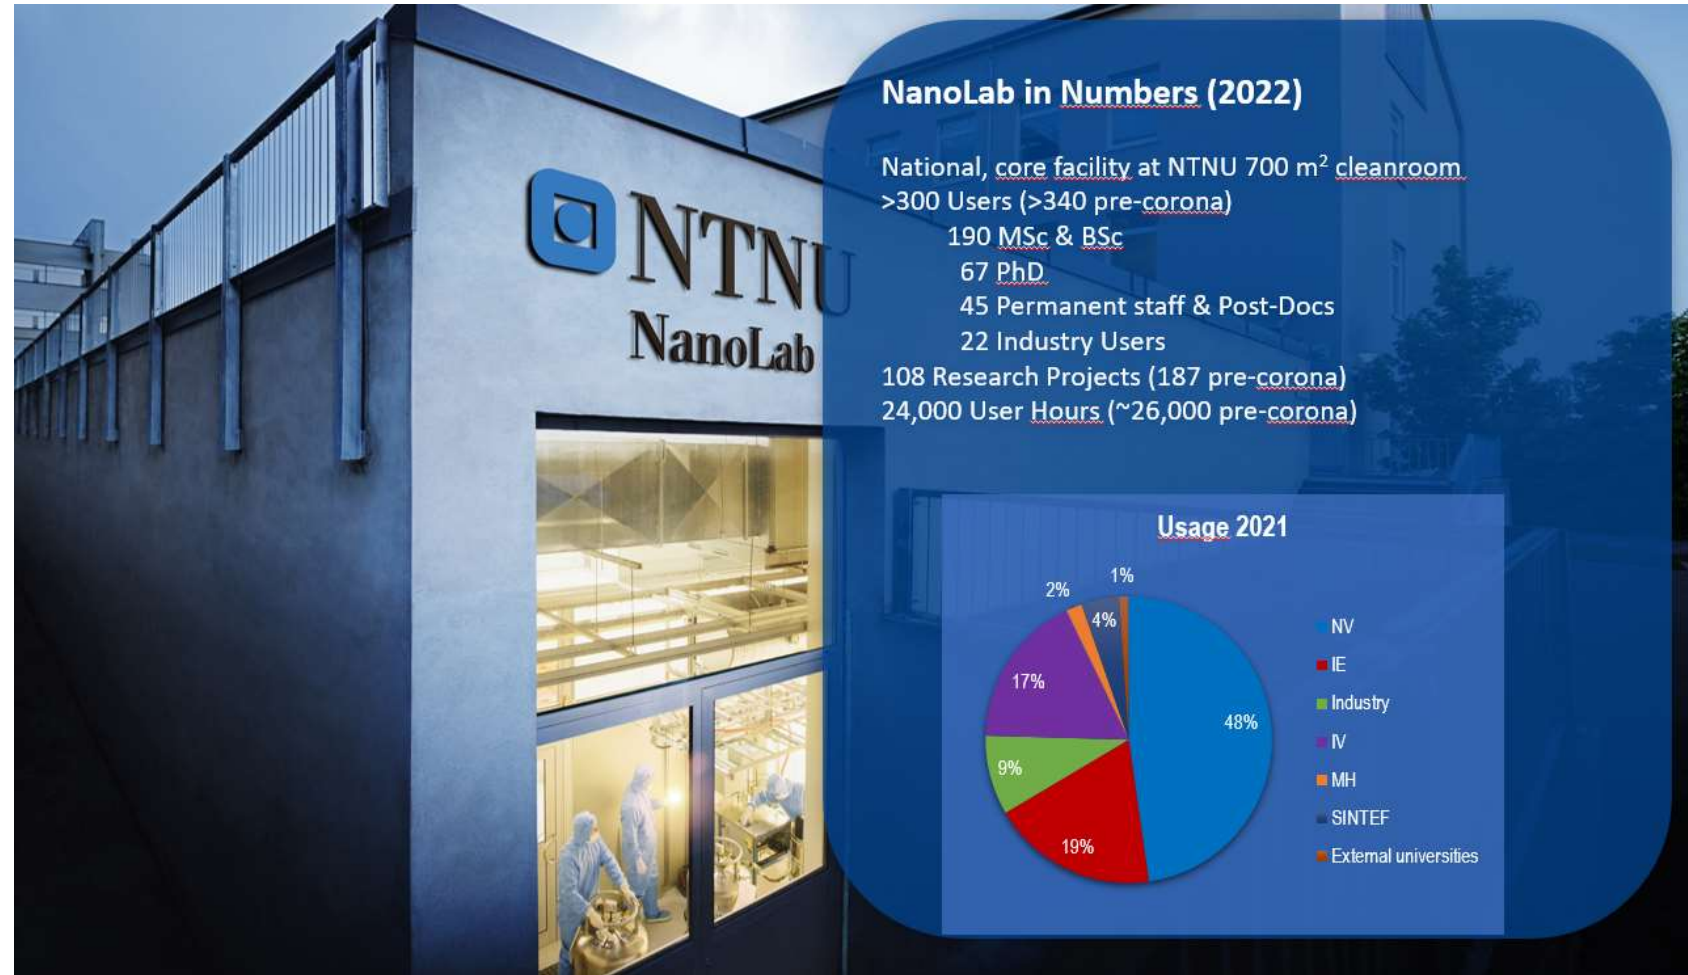 NTNU
NanoLab
NanoLab in Numbers (2022)
National, core facility at NTNU 700 m² cleanroom
>300 Users (>340 pre-corona)
190 MSc & BSc
67 PhD
45 Permanent staff & Post-Docs
22 Industry Users
108 Research Projects (187 pre-corona)
24,000 User Hours (~26,000 pre-corona)
Usage 2021
1%
2%
4%
17%
48%
9%
19%
NV
IE
Industry
IV
MH
SINTEF
External universities